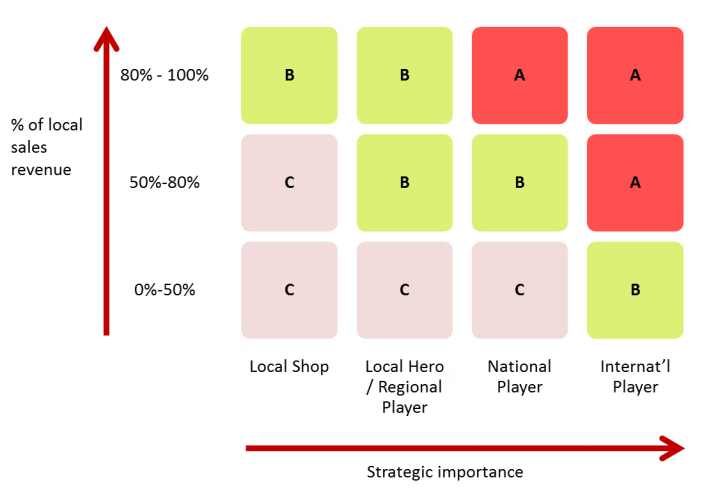 80% - 100%
B
B
A
A
% of local
sales
revenue
50%-80%
C
B
B
A
0%-50%
C
C
C
B
Local Shop
Local Hero
/ Regional
Player
National
Player
Internat’l
Player
Strategic importance